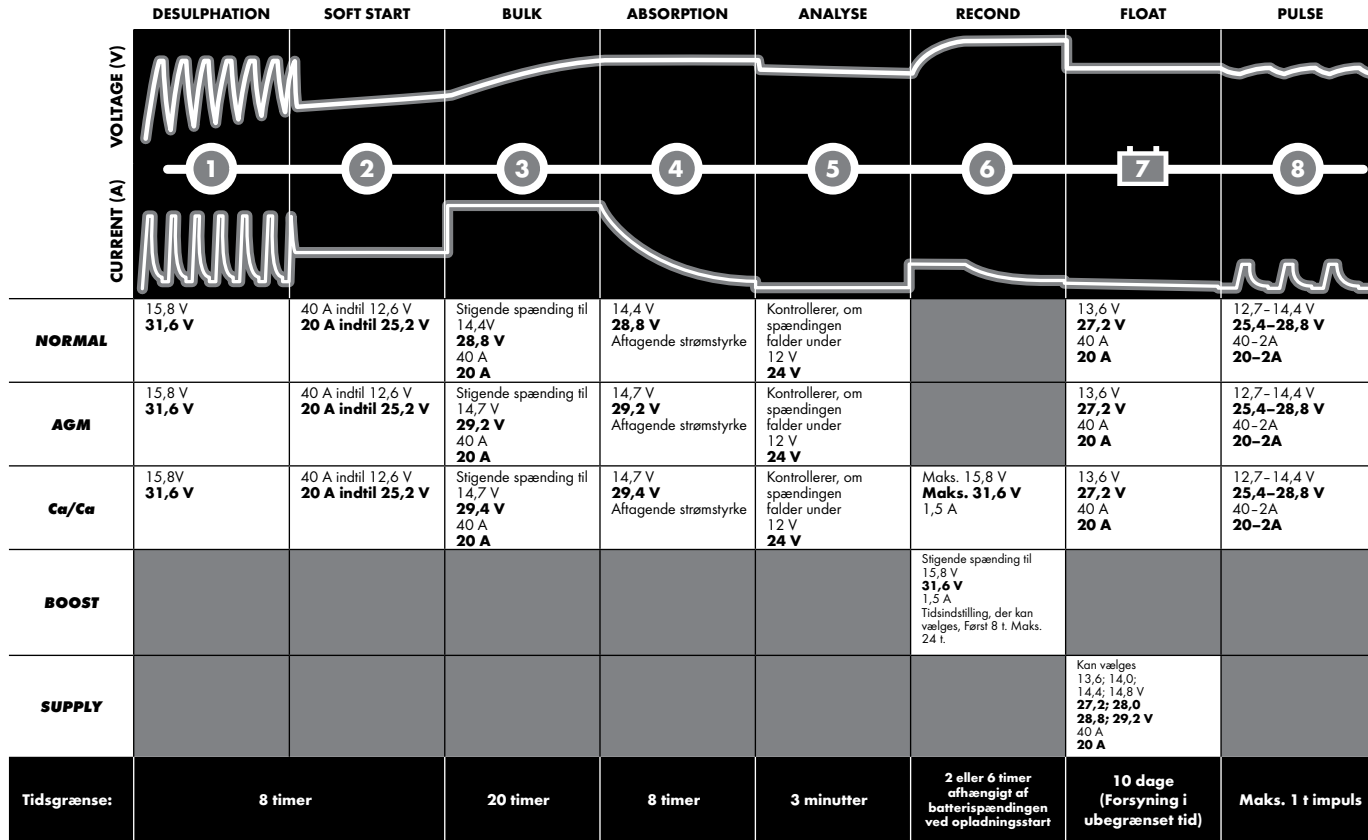 DESULPHATION SOFT START BULK ABSORPTION ANALYSE RECOND FLOAT PULSE
VOLTAGE (V)
1 2 3 4 5 6 7 8
CURRENT (A)
NORMAL
15,8 V
31,6 V
40 A indtil 12,6 V
20 A indtil 25,2 V
Stigende spænding til
14,4V
28,8 V
40 A
20 A
14,4 V
28,8 V
Aftagende strømstyrke
Kontrollerer, om
spændingen
falder under
12 V
24 V
13,6 V
27,2 V
40 A
20 A
12,7–14,4 V
25,4–28,8 V
40–2A
20–2A
AGM
15,8 V
31,6 V
40 A indtil 12,6 V
20 A indtil 25,2 V
Stigende spænding til
14,7 V
29,2 V
40 A
20 A
14,7 V
29,2 V
Aftagende strømstyrke
Kontrollerer, om
spændingen
falder under
12 V
24 V
13,6 V
27,2 V
40 A
20 A
12,7–14,4 V
25,4–28,8 V
40–2A
20–2A
Ca/Ca
15,8V
31,6 V
40 A indtil 12,6 V
20 A indtil 25,2 V
Stigende spænding til
14,7 V
29,4 V
40 A
20 A
14,7 V
29,4 V
Aftagende strømstyrke
Kontrollerer, om
spændingen
falder under
12 V
24 V
Maks. 15,8 V
Maks. 31,6 V
1,5 A
13,6 V
27,2 V
40 A
20 A
12,7–14,4 V
25,4–28,8 V
40–2A
20–2A
BOOST
Stigende spending til
15,8 V
31,6 V
1,5 A
Tidsindstilling, der kan
vælges, Først 8 t. Maks.
24 t.
SUPPLY
Kan vælges
13,6; 14,0;
14,4; 14,8 V
27,2; 28,0
28,8; 29,2 V
40 A
20 A
Tidsgrænse:
8 timer
20 timer
8 timer
3 minutter
2 eller 6 timer
afhængigt af
batterispændingen
ved opladningsstart
10 dage
(Forsyning i
ubegrænset tid)
Maks. 1 t impuls